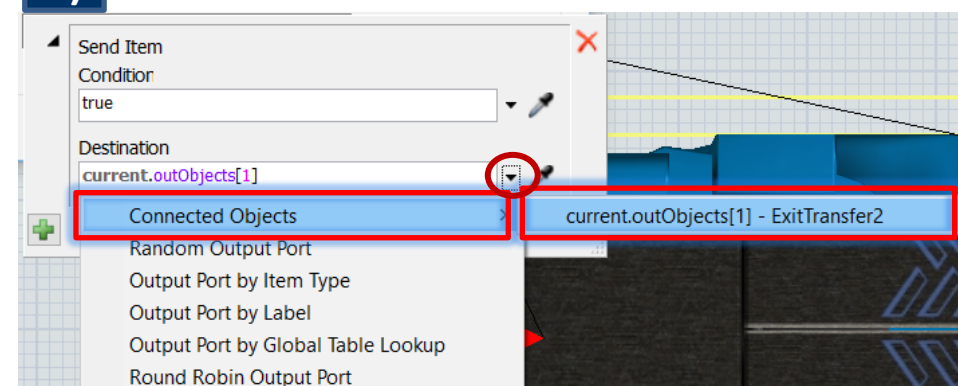 Send Item
Condition
true
Destination
current.outObjects[1]
Connected Objects
current.outObjects[1] - ExitTransfer2
Random Output Port
Output Port by Item Type
Output Port by Label
Output Port by Global Table Lookup
Round Robin Output Port